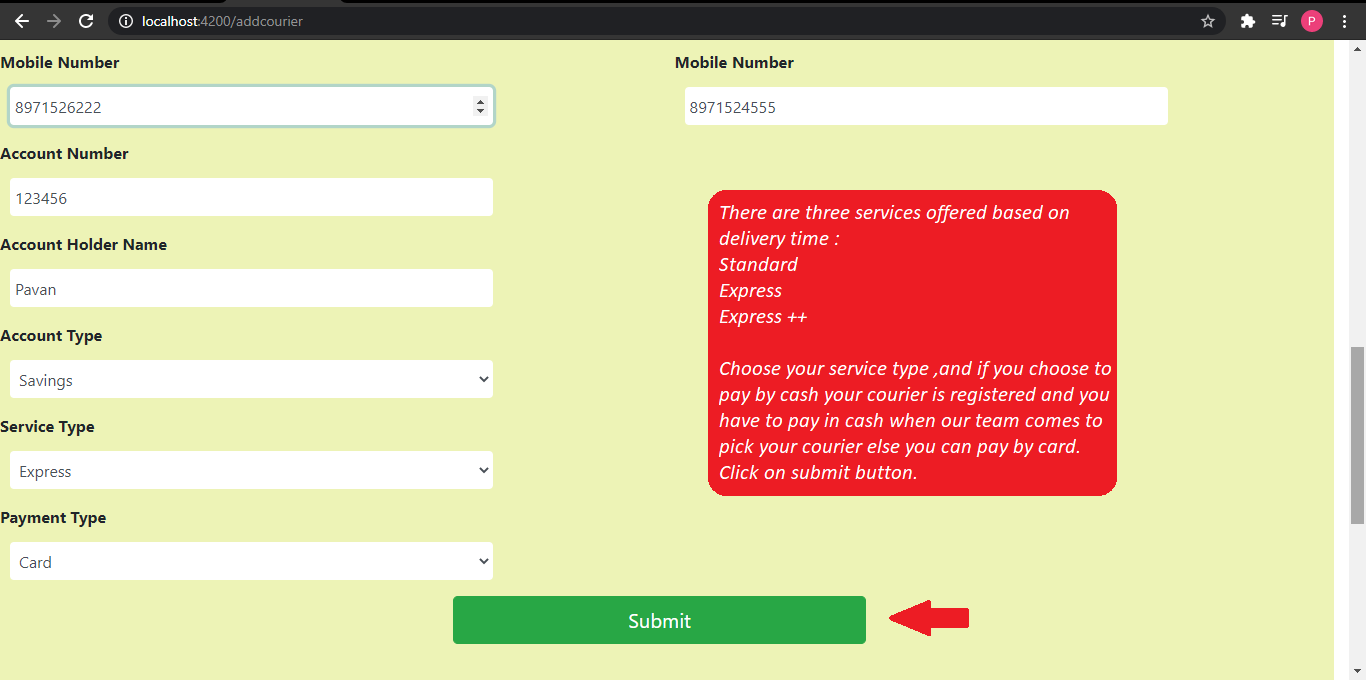 localhost:4200/addcourier
P
Mobile Number
Mobile Number
8971526222
8971524555
Account Number
123456
Account Holder Name
Pavan
Account Type
Savings
Service Type
Express
Payment Type
Card
There are three services offered based on
delivery time :
Standard
Express
Express ++
Choose your service type ,and if you choose to
pay by cash your courier is registered and you
have to pay in cash when our team comes to
pick your courier else you can pay by card.
Click on submit button.
Submit